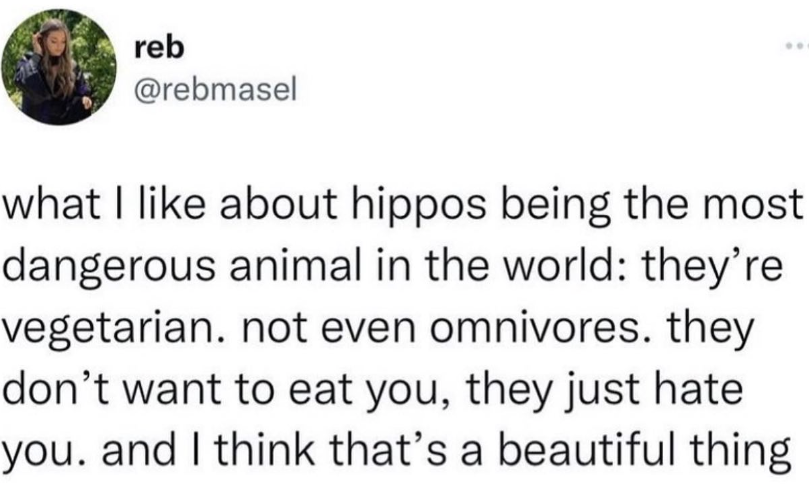 reb
@rebmasel
what I like about hippos being the most
dangerous animal in the world: they’re
vegetarian. not even omnivores. they
don’t want to eat you, they just hate
you. and I think that’s a beautiful thing